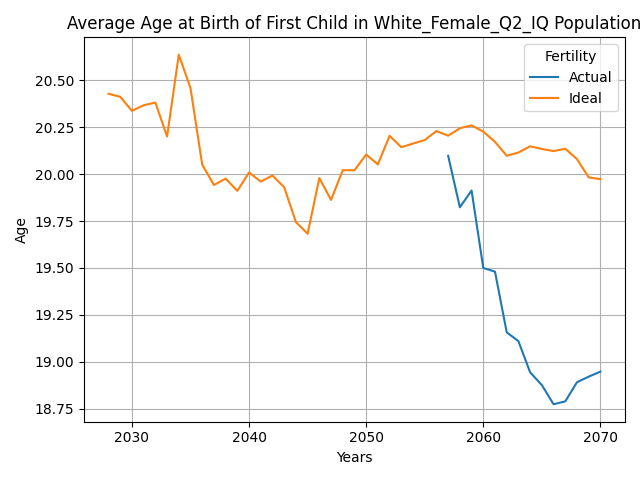 Average Age at Birth of First Child in White_Female_Q2_IQ Population
Fertility
Actual
Ideal
20.50
20.25
20.00
19.75
19.50
19.25
19.00
18.75
Age
2030
2040
2050
2060
2070
Years